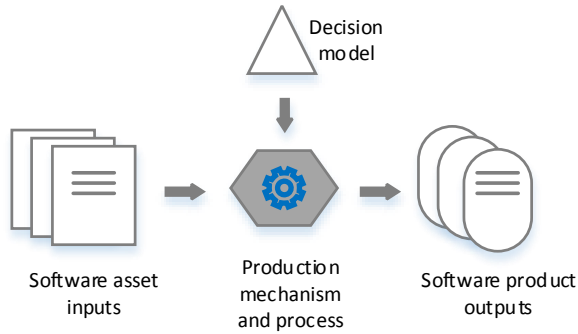 Decision
model
Software asset
inputs
Production
mechanism
and process
Software product
outputs